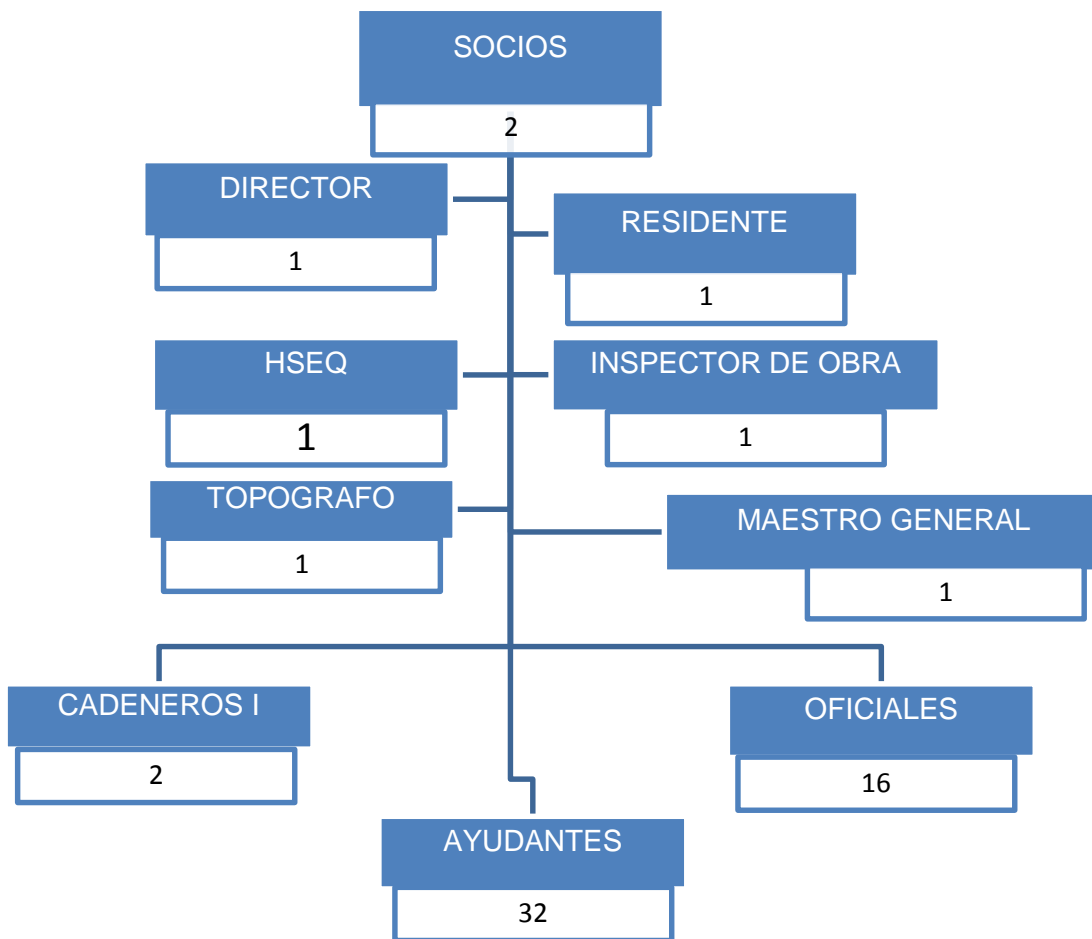 SOCIOS
2
DIRECTOR
1
RESIDENTE
1
HSEQ
1
INSPECTOR DE OBRA
1
TOPOGRAFO
1
MAESTRO GENERAL
1
CADENEROS I
2
OFICIALES
16
AYUDANTES
32